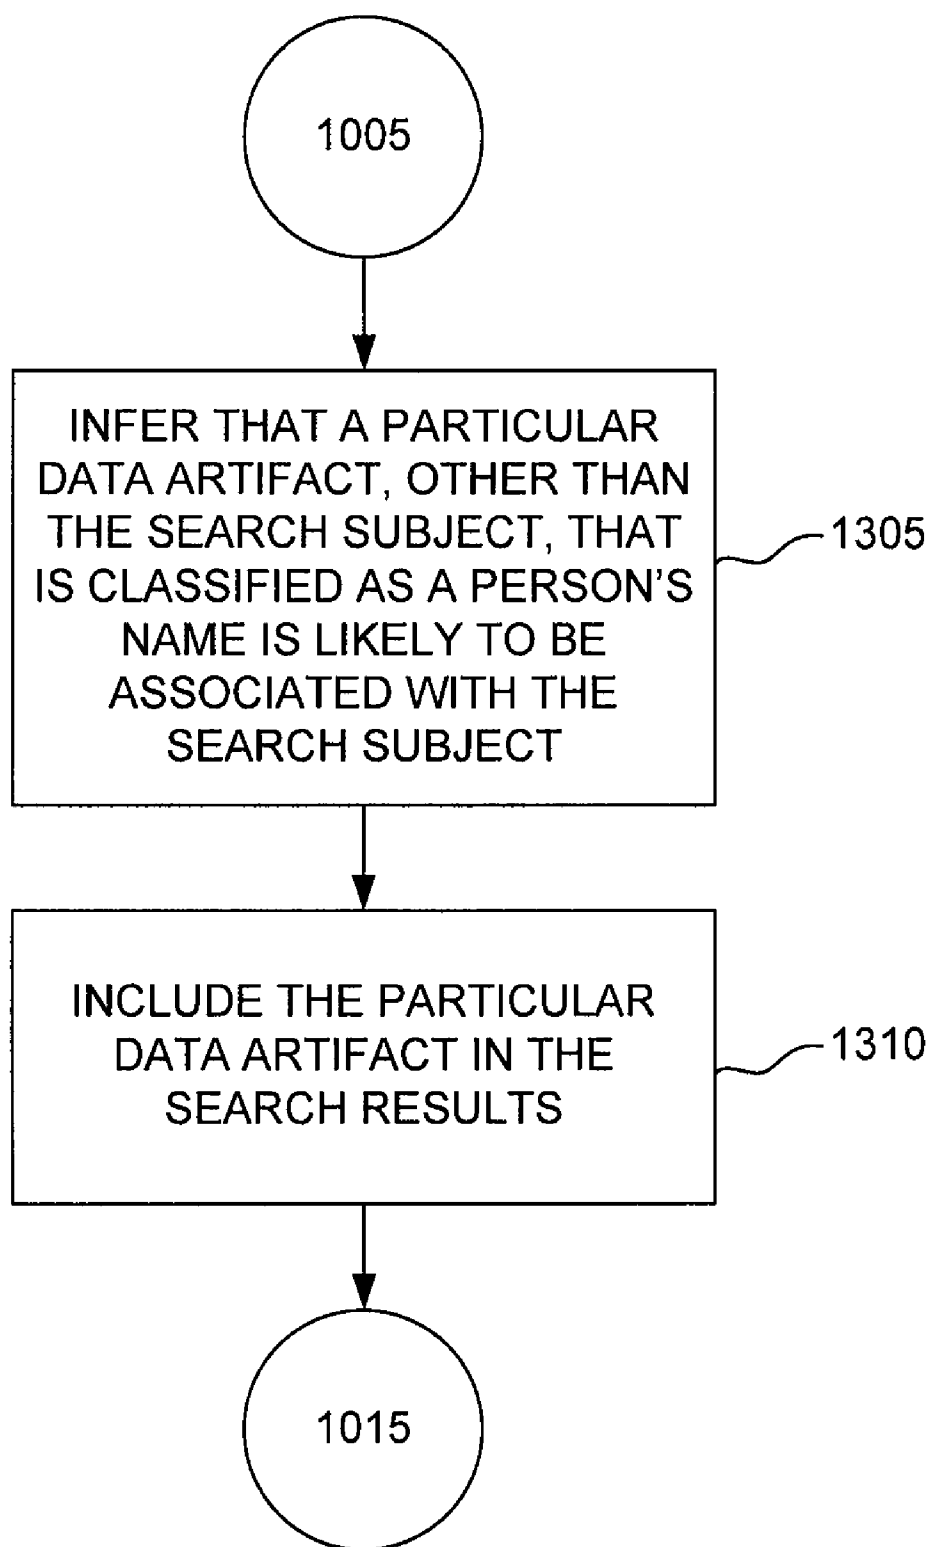 1005
INFER THAT A PARTICULAR
DATA ARTIFACT, OTHER THAN
THE SEARCH SUBJECT, THAT
IS CLASSIFIED AS A PERSON'S
NAME IS LIKELY TO BE
ASSOCIATED WITH THE
SEARCH SUBJECT
1305
INCLUDE THE PARTICULAR
DATA ARTIFACT IN THE
SEARCH RESULTS
1310
1015